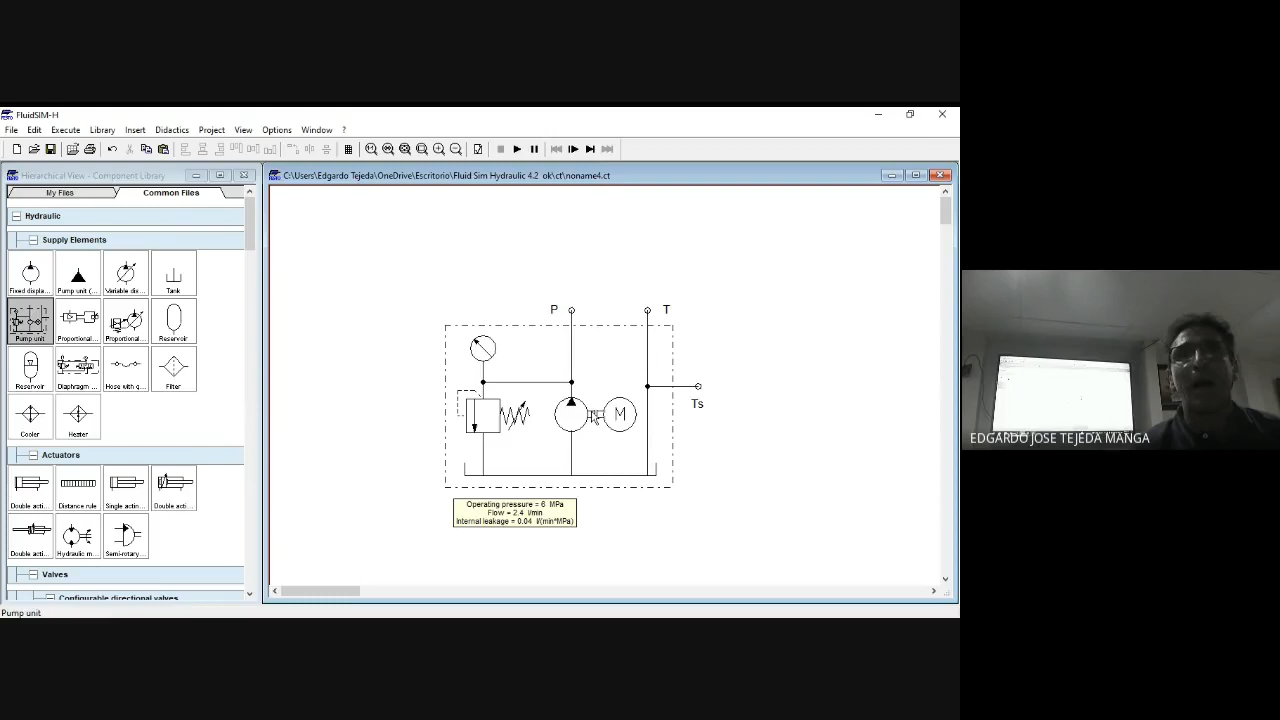 FluidSIM-H
File Edit Execute Library Insert Didactics Project View Options Window ?
Hierarchical View - Component Library
C:\Users\Edgardo Tejeda\OneDrive\Escritorio\Fluid Sim Hydraulic 4.2 ok\ct\noname4.ct
My Files Common Files
Hydraulic
Supply Elements
Fixed displa... Pump unit (... Variable dis... Tank
Pump unit Proportional... Proportional... Reservoir
Reservoir Diaphragm ... Hose with q... Filter
Cooler Heater
Actuators
Double acti... Distance rule Single actin... Double acti...
Double acti... Hydraulic m... Semi-rotary...
Valves
Configurable directional valves
Pump unit
P
T
M
Ts
Operating pressure = 6 MPa
Flow = 2.4 l/min
Internal leakage = 0.04 l/(min*MPa)
EDGARDO JOSE TEJEDA MANGA